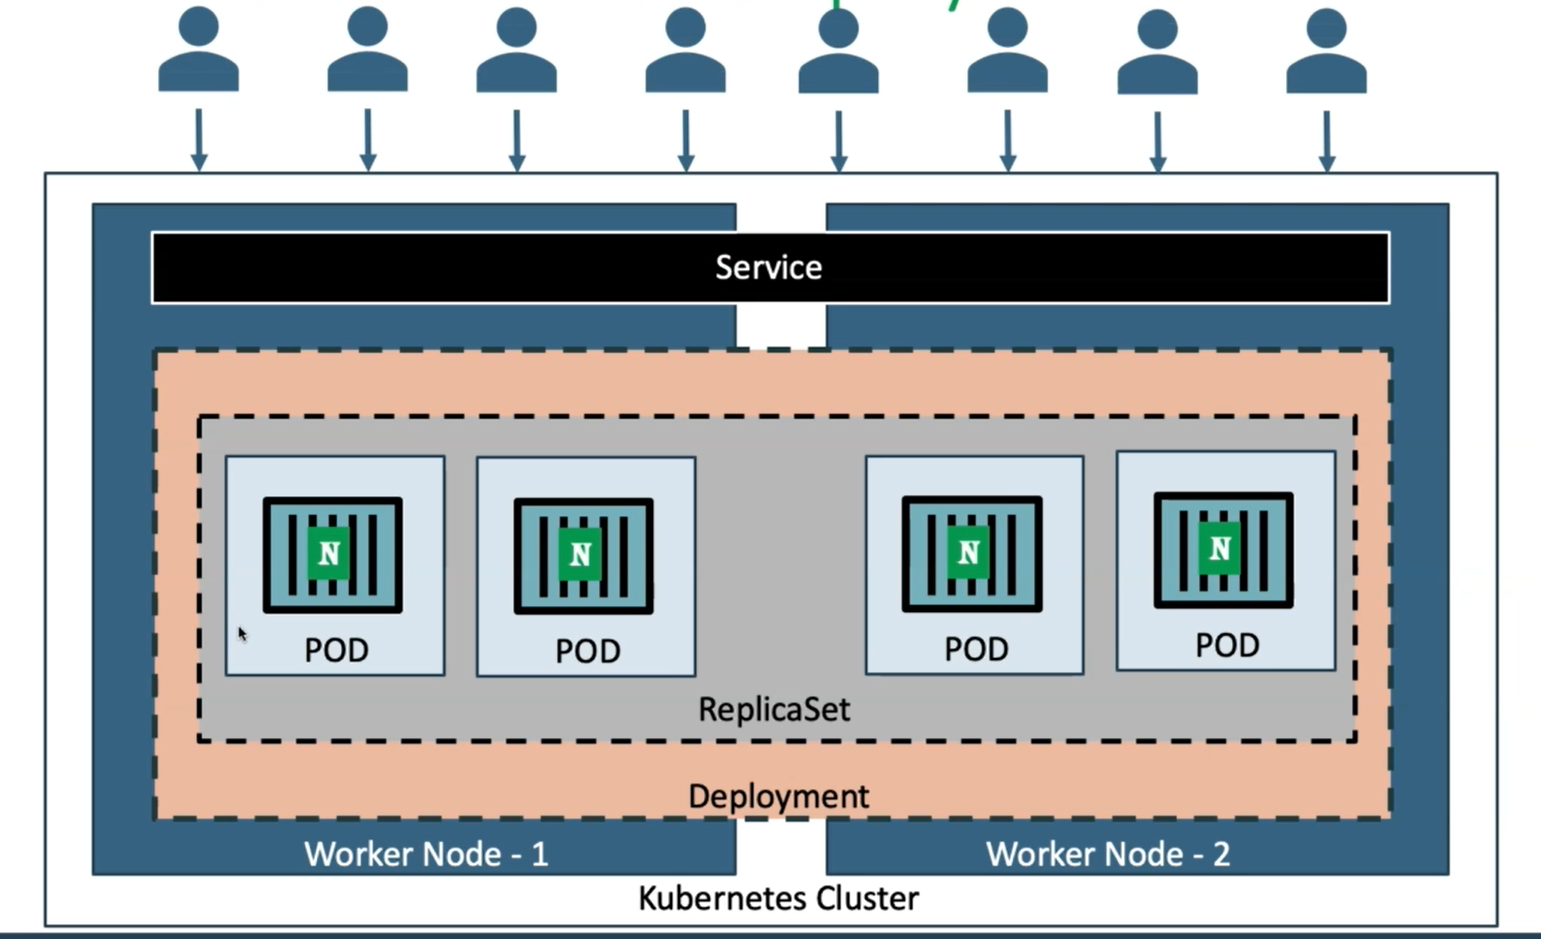 Service
N
N
N
N
POD
POD
POD
POD
ReplicaSet
Deployment
Worker Node - 1
Worker Node - 2
Kubernetes Cluster